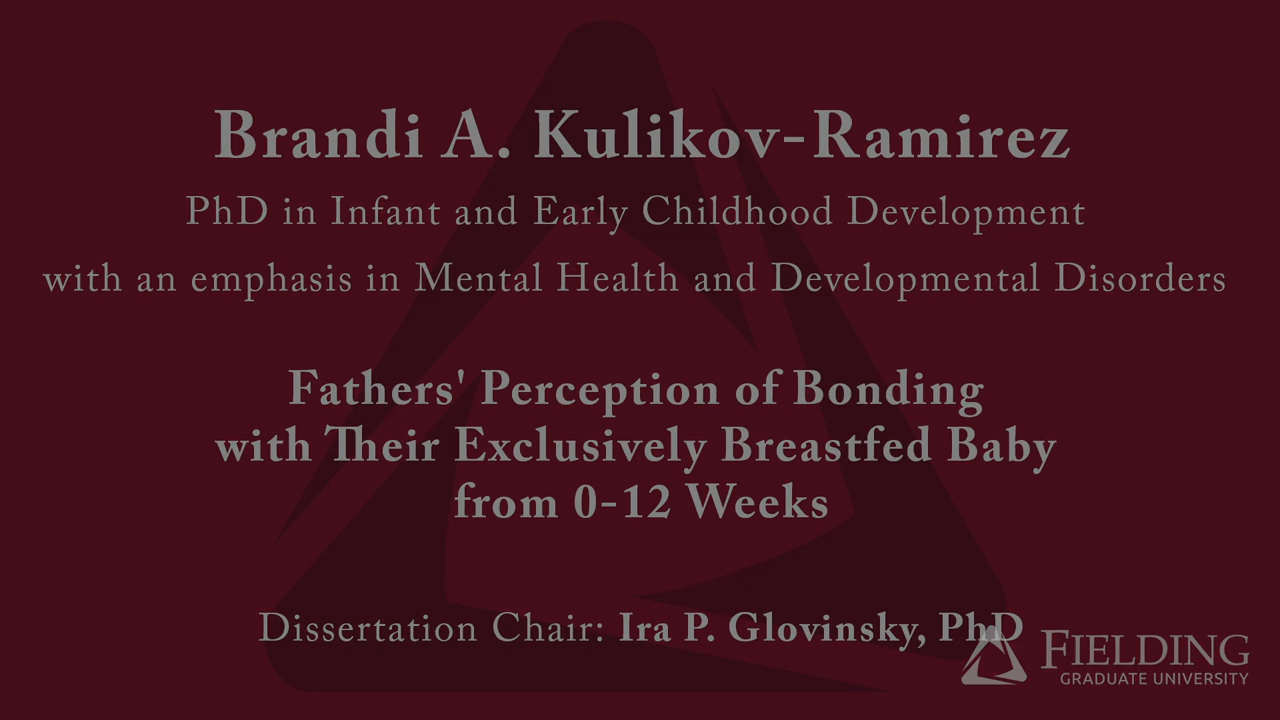 Brandi A. Kulikov-Ramirez
PhD in Infant and Early Childhood Development
with an emphasis in Mental Health and Developmental Disorders
Fathers' Perception of Bonding
with Their Exclusively Breastfed Baby
from 0-12 Weeks
Dissertation Chair: Ira P. Glovinsky, PhD
FIELDING
GRADUATE UNIVERSITY